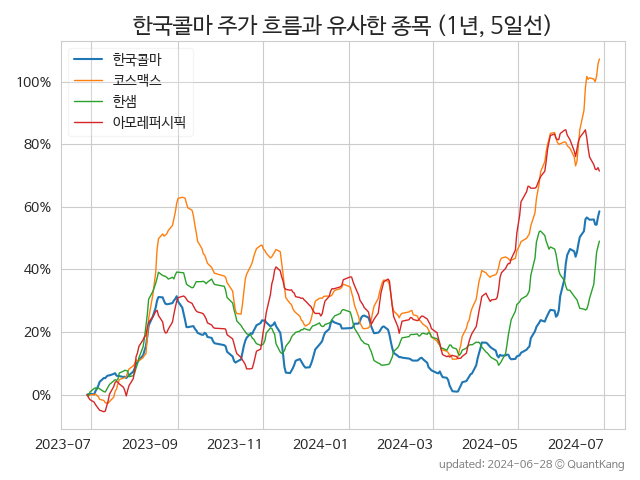 한국콜마 주가 흐름과 유사한 종목 (1년, 5일선)
한국콜마
코스맥스
한샘
아모레퍼시픽
100%
80%
60%
40%
20%
0%
2023-07 2023-09 2023-11 2024-01 2024-03 2024-05 2024-07
updated: 2024-06-28 © QuantKang